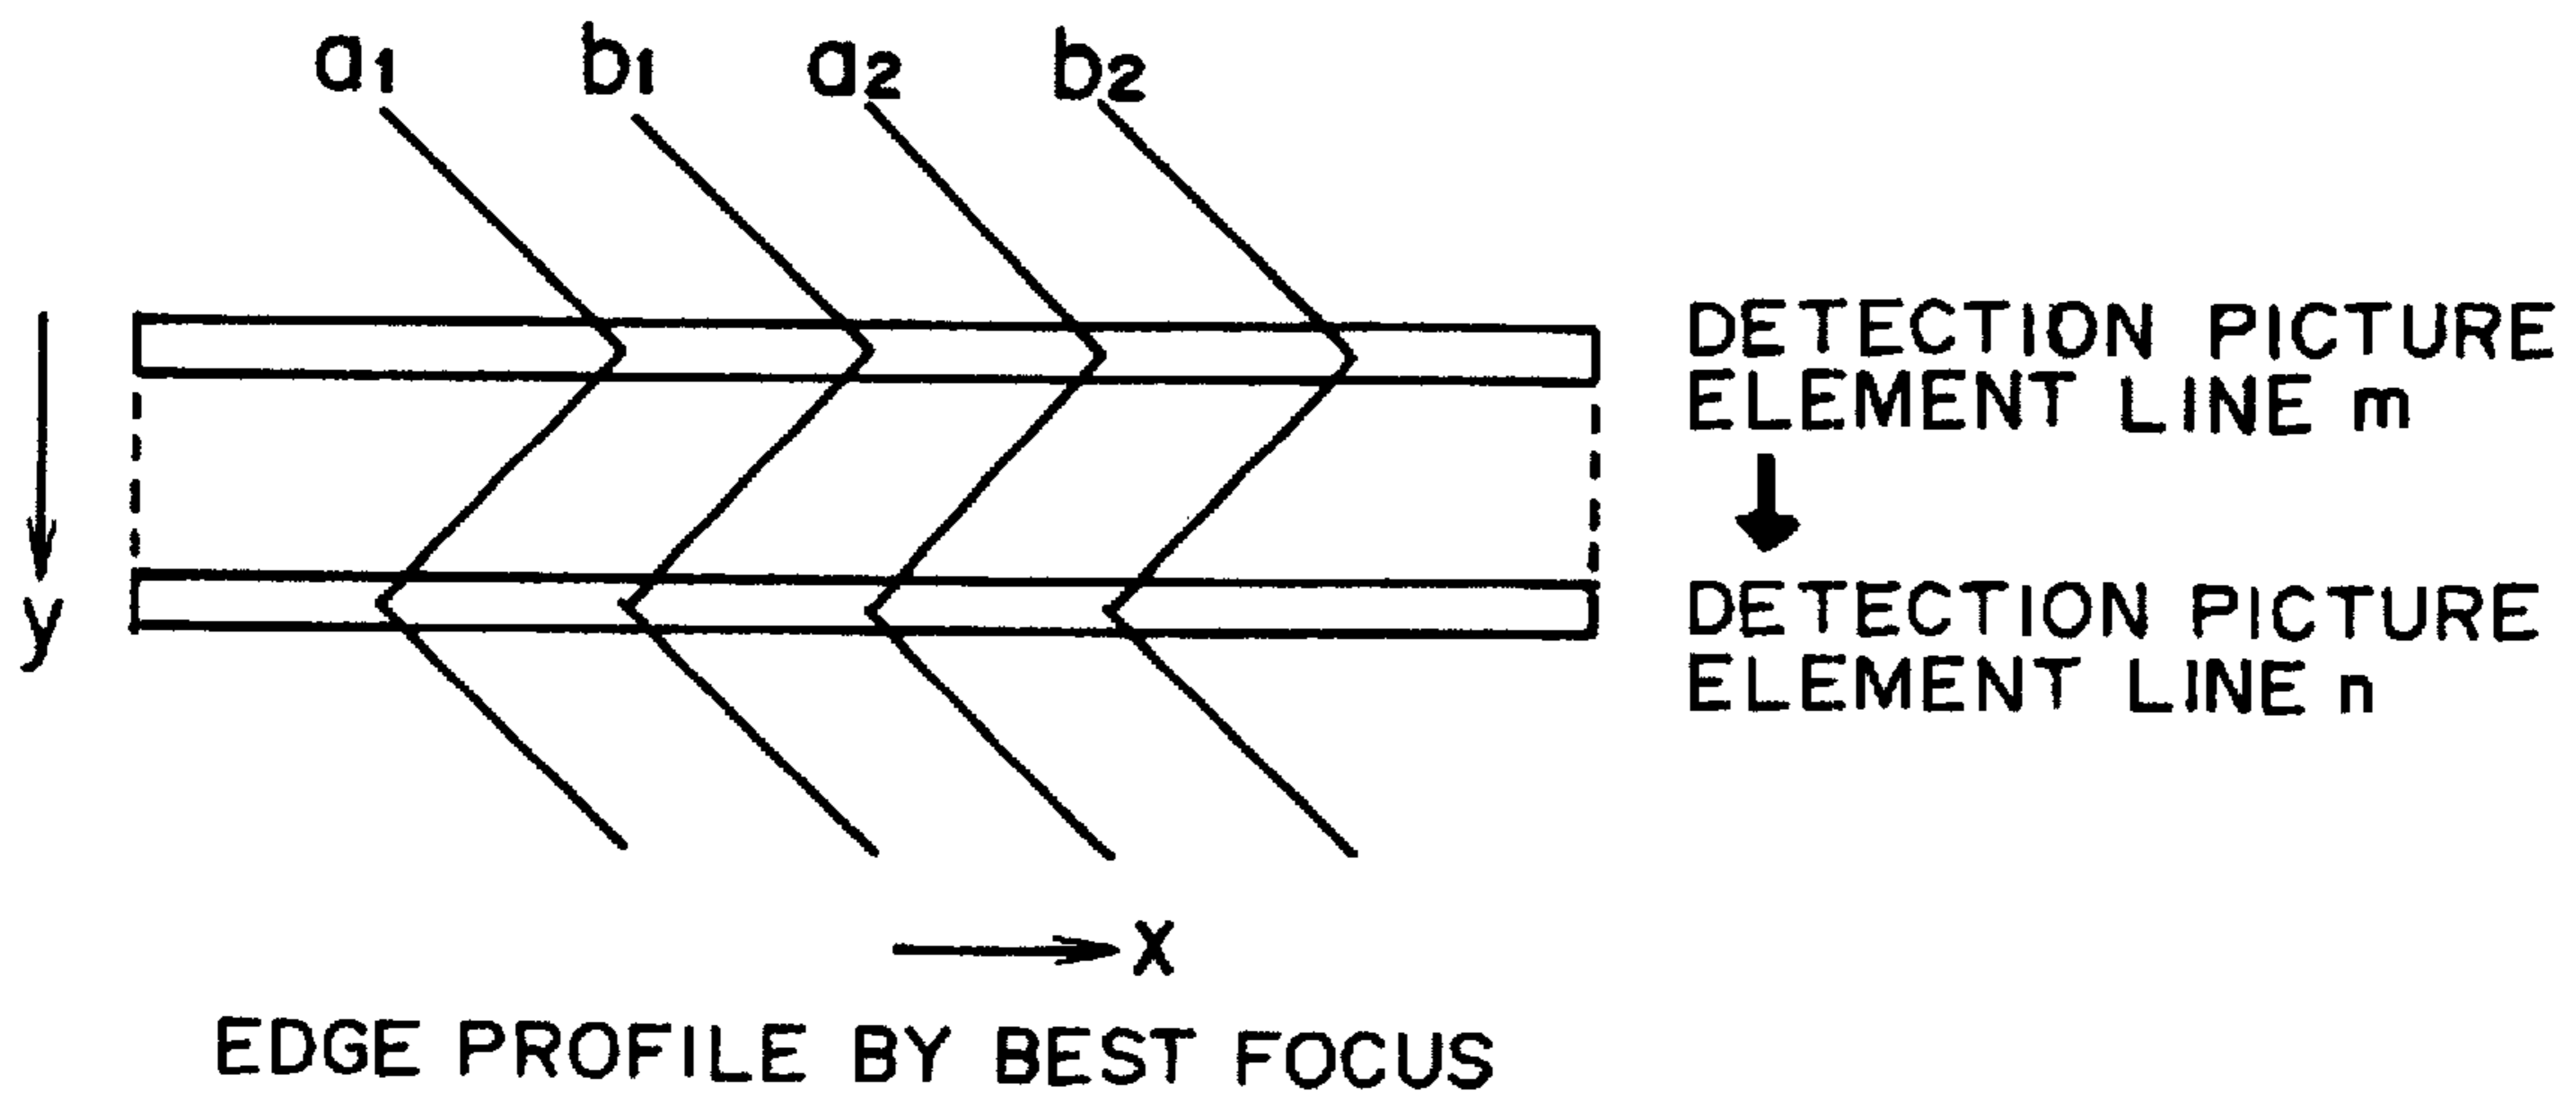 a1 b1 a2 b2
DETECTION PICTURE
ELEMENT LINE m
y
DETECTION PICTURE
ELEMENT LINE n
x
EDGE PROFILE BY BEST FOCUS